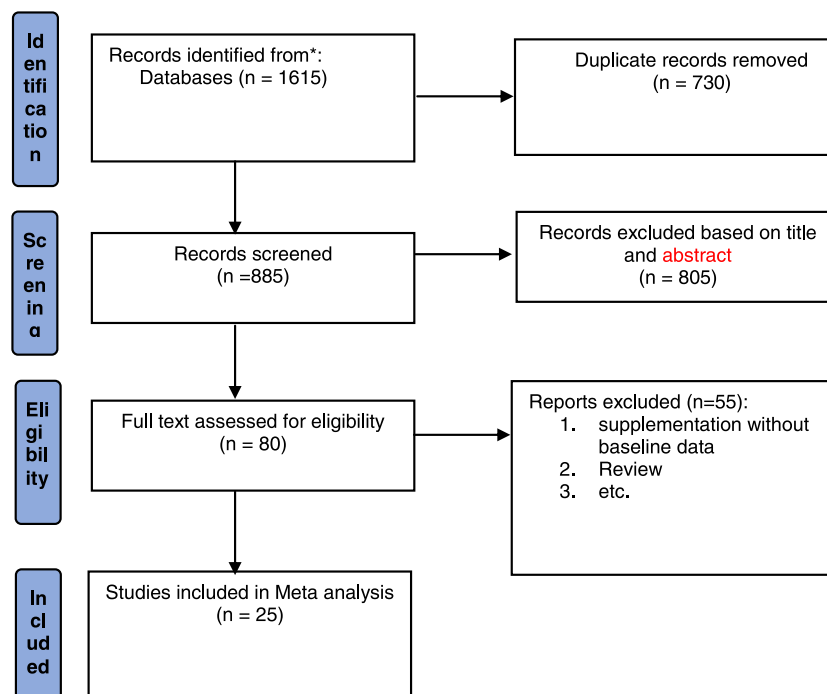 Id
en
tifi
ca
tio
n
Records identified from*:
Databases (n = 1615)
Duplicate records removed
(n = 730)
Sc
re
en
in
g
Records screened
(n =885)
Records excluded based on title
and abstract
(n = 805)
Eli
gi
bil
ity
Full text assessed for eligibility
(n = 80)
Reports excluded (n=55):
1. supplementation without
baseline data
2. Review
3. etc.
In
cl
ud
ed
Studies included in Meta analysis
(n = 25)